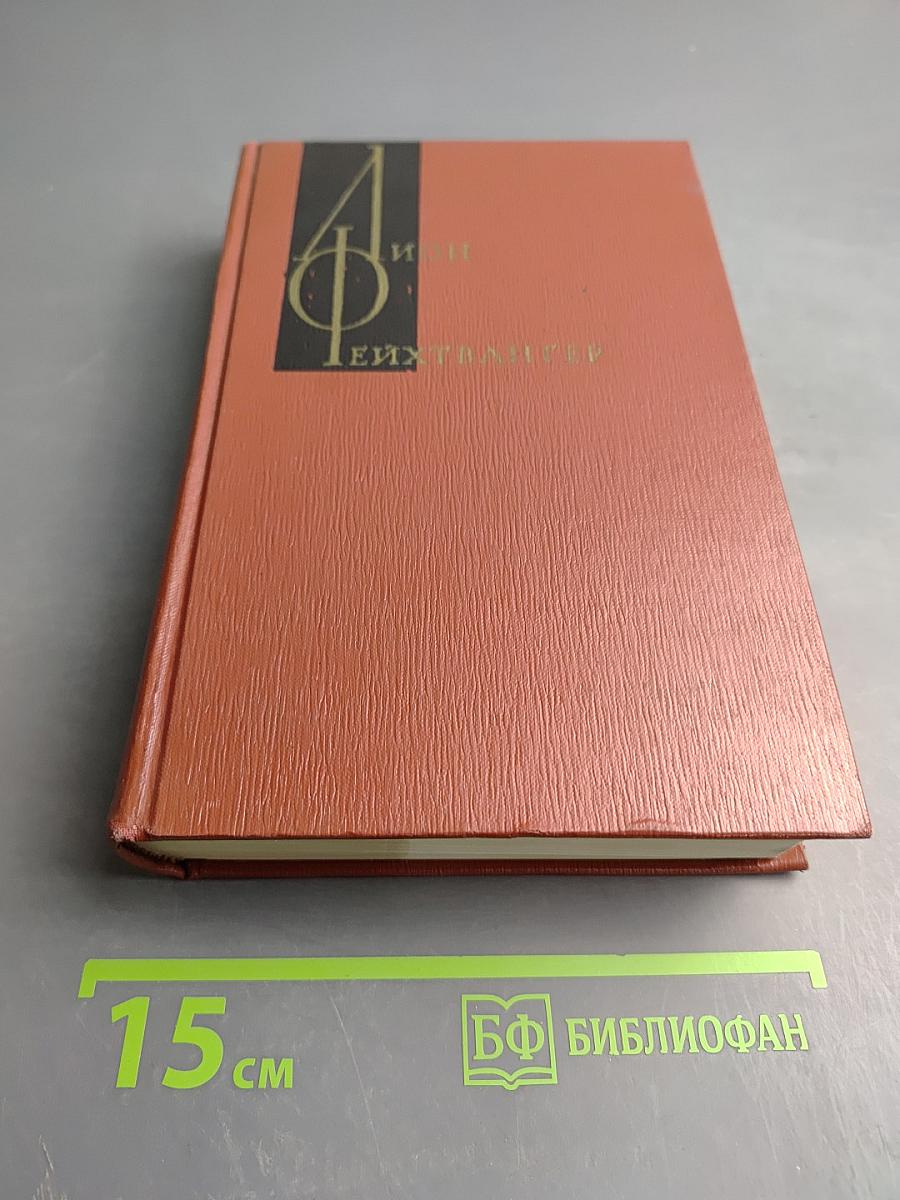 Лион
Фейхтвангер
15 см
БФ БИБЛИОФАН